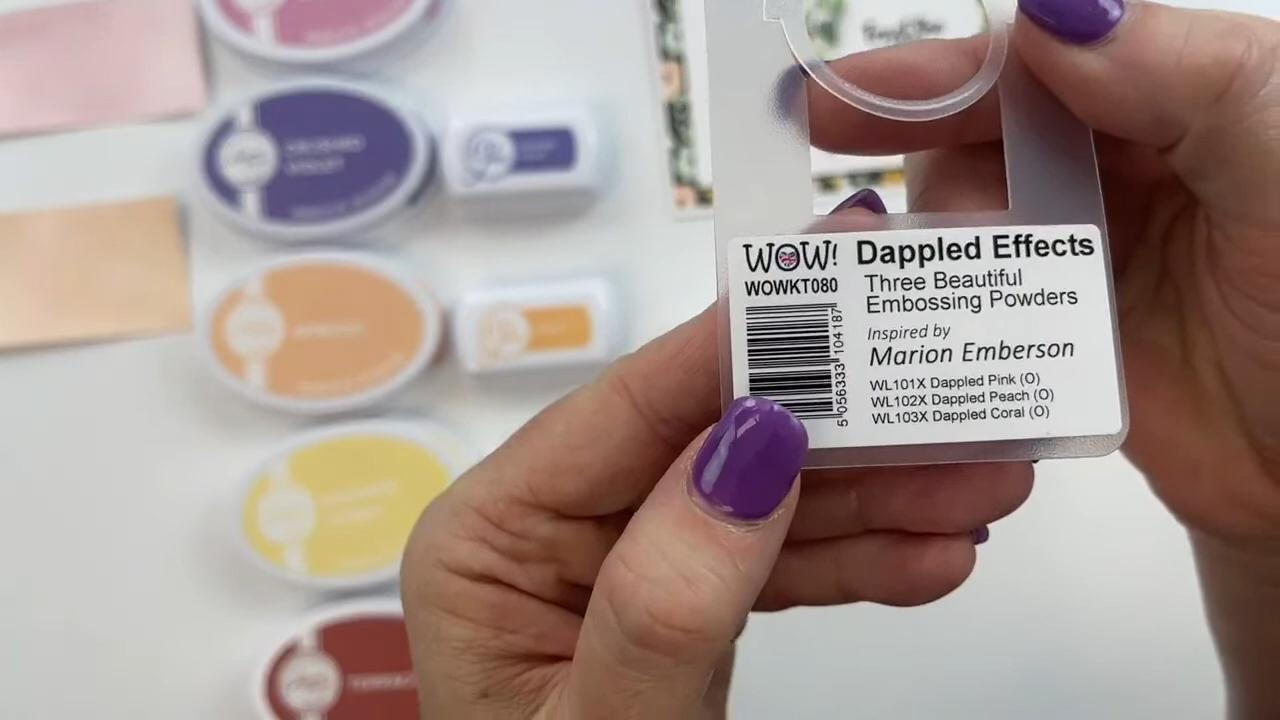 WOW!
WOWKT080
Dappled Effects
Three Beautiful
Embossing Powders
Inspired by
Marion Emberson
WL101X Dappled Pink (O)
WL102X Dappled Peach (O)
WL103X Dappled Coral (O)
5 056333 104187
VIOLET